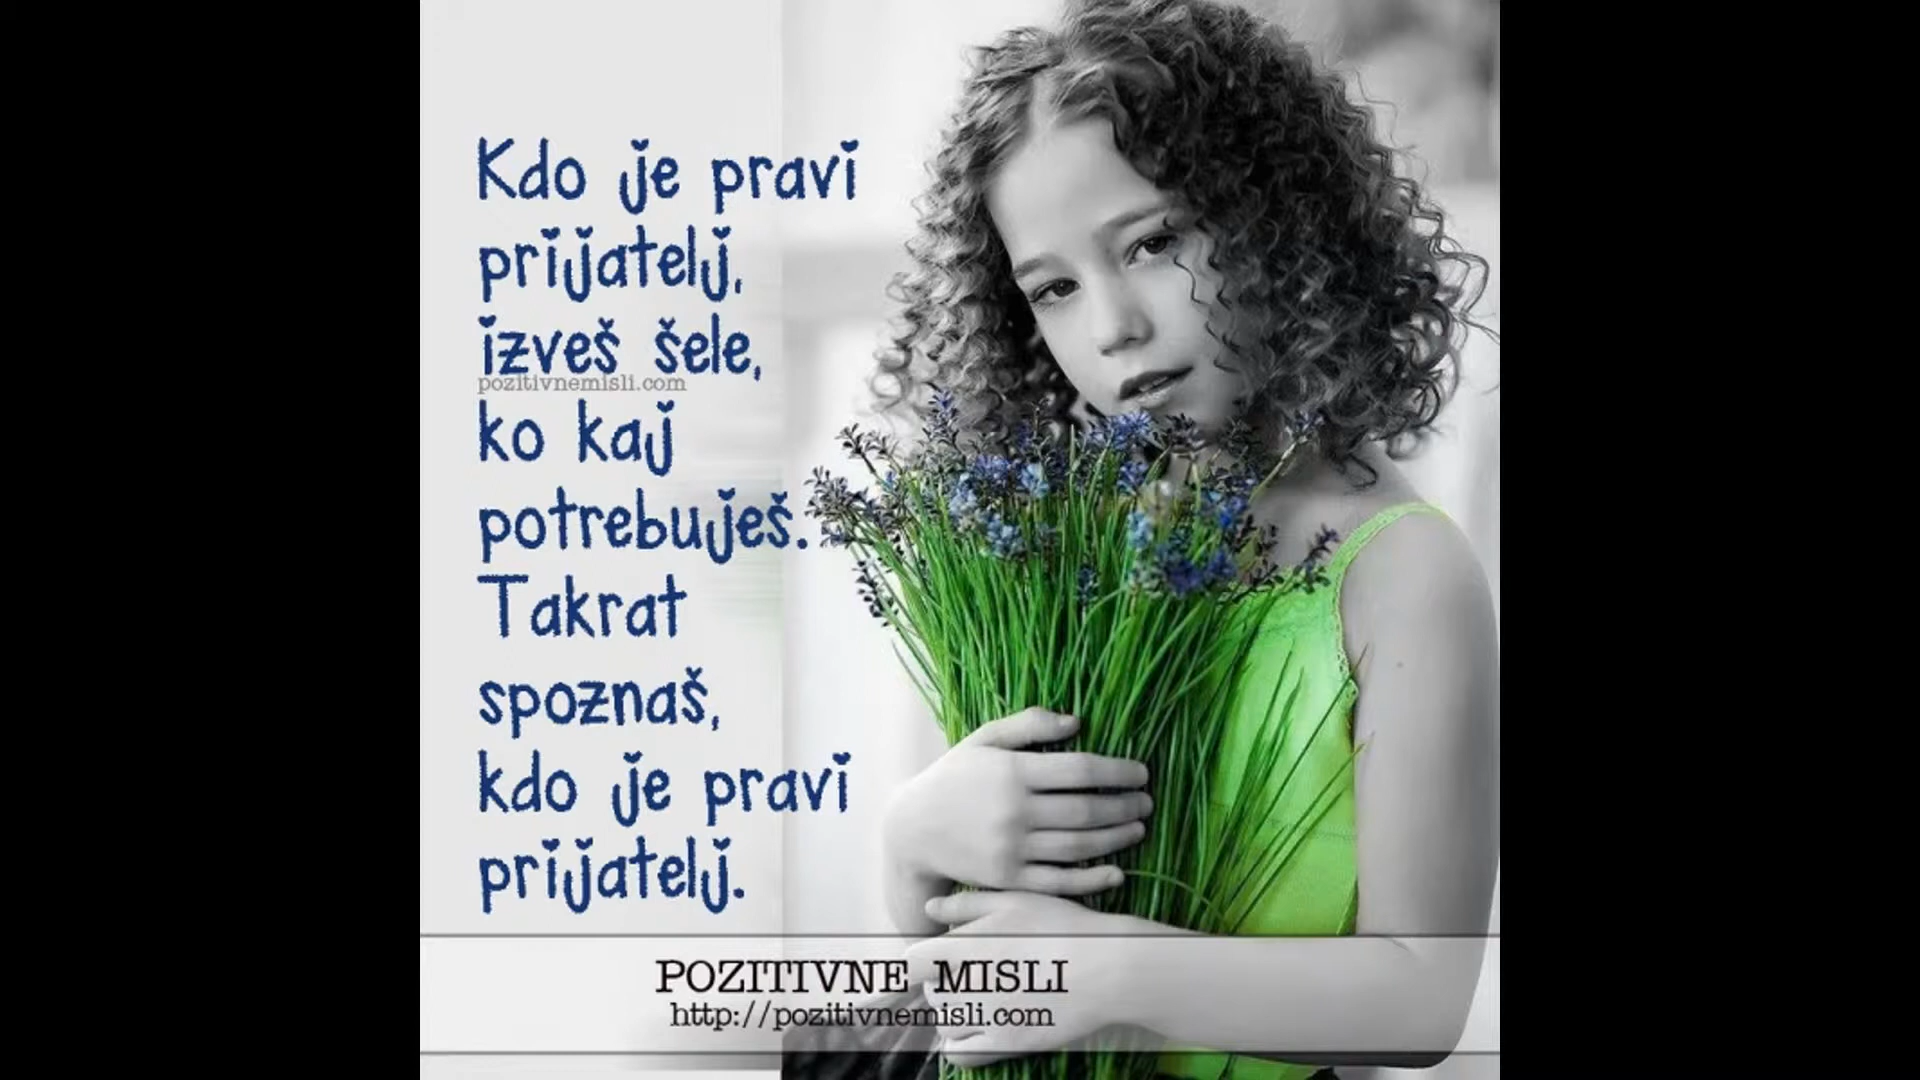 Kdo je pravi
prijatelj,
izveš šele,
pozitivnemisli.com
ko kaj
potrebuješ.
Takrat
spoznaš,
kdo je pravi
prijatelj.
POZITIVNE MISLI
http://pozitivnemisli.com